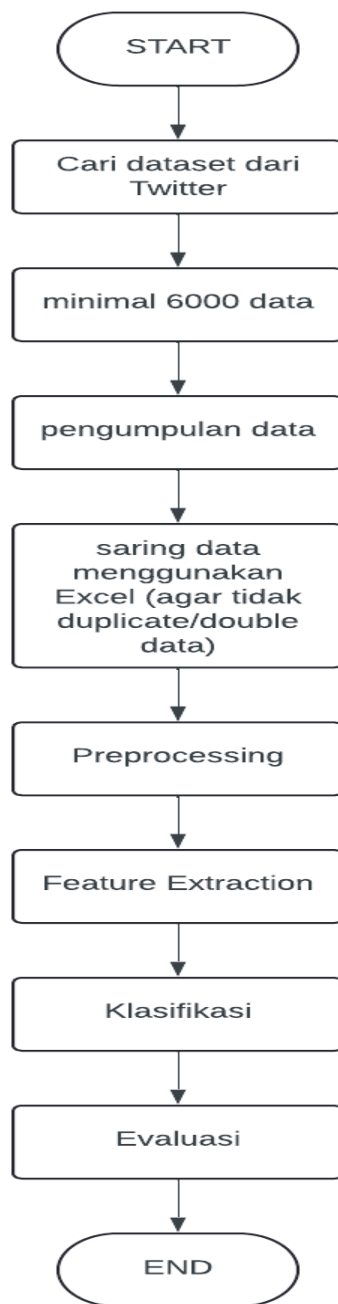 START
Cari dataset dari
Twitter
minimal 6000 data
pengumpulan data
saring data
menggunakan
Excel (agar tidak
duplicate/double
data)
Preprocessing
Feature Extraction
Klasifikasi
Evaluasi
END